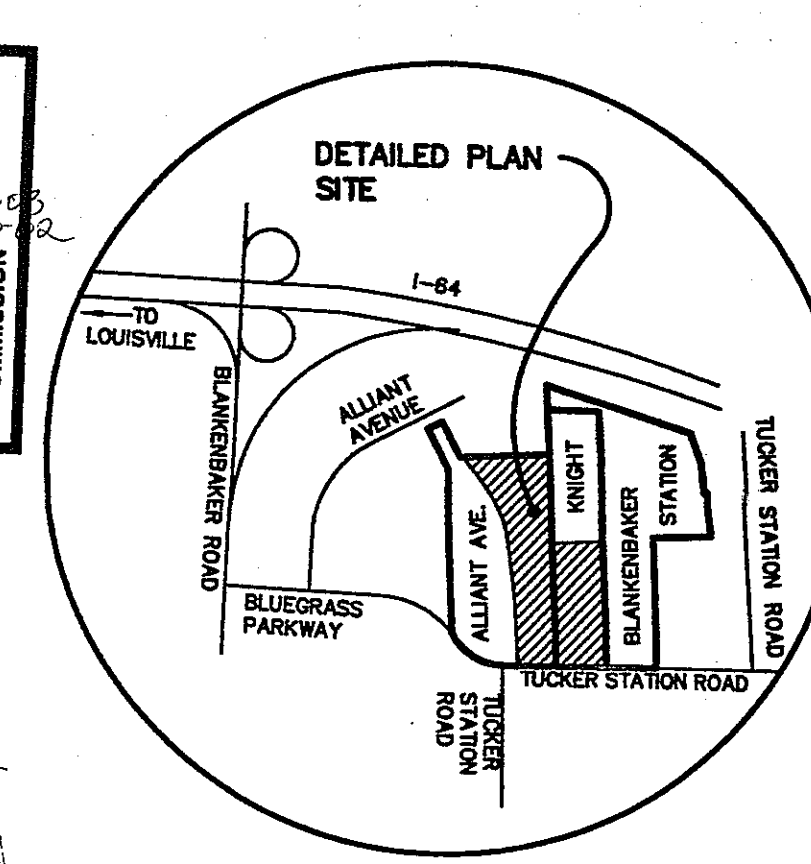 DETAILED PLAN
SITE
I-64
TO
LOUISVILLE
BLANKENBAKER ROAD
ALLIANT
AVENUE
KNIGHT
BLANKENBAKER
STATION
TUCKER STATION ROAD
ALLIANT AVE.
BLUEGRASS
PARKWAY
TUCKER STATION ROAD
TUCKER
STATION
ROAD